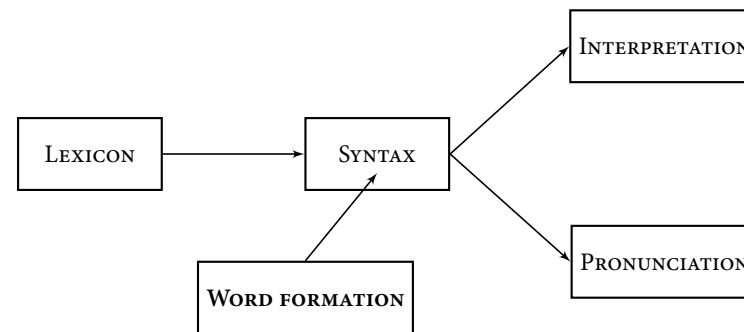 INTERPRETATION
LEXICON
SYNTAX
PRONUNCIATION
WORD FORMATION